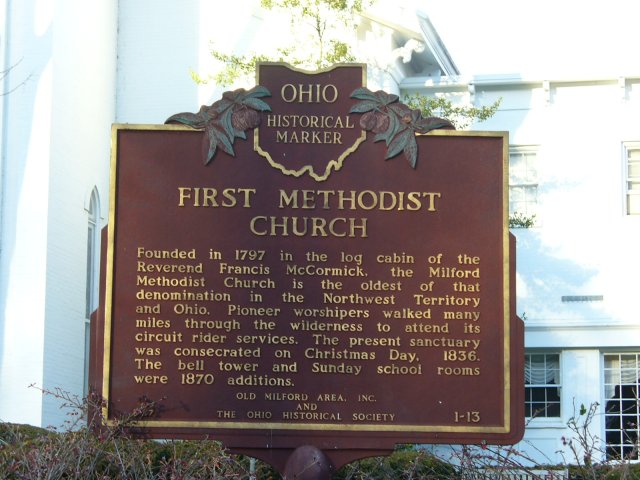 OHIO
HISTORICAL
MARKER
FIRST METHODIST
CHURCH
Founded in 1797 in the log cabin of the
Reverend Francis McCormick, the Milford
Methodist Church is the oldest of that
denomination in the Northwest Territory
and Ohio. Pioneer worshipers walked many
miles through the wilderness to attend its
circuit rider services. The present sanctuary
was consecrated on Christmas Day, 1836.
The bell tower and Sunday school rooms
were 1870 additions.
OLD MILFORD AREA, INC.
AND
THE OHIO HISTORICAL SOCIETY
1-13